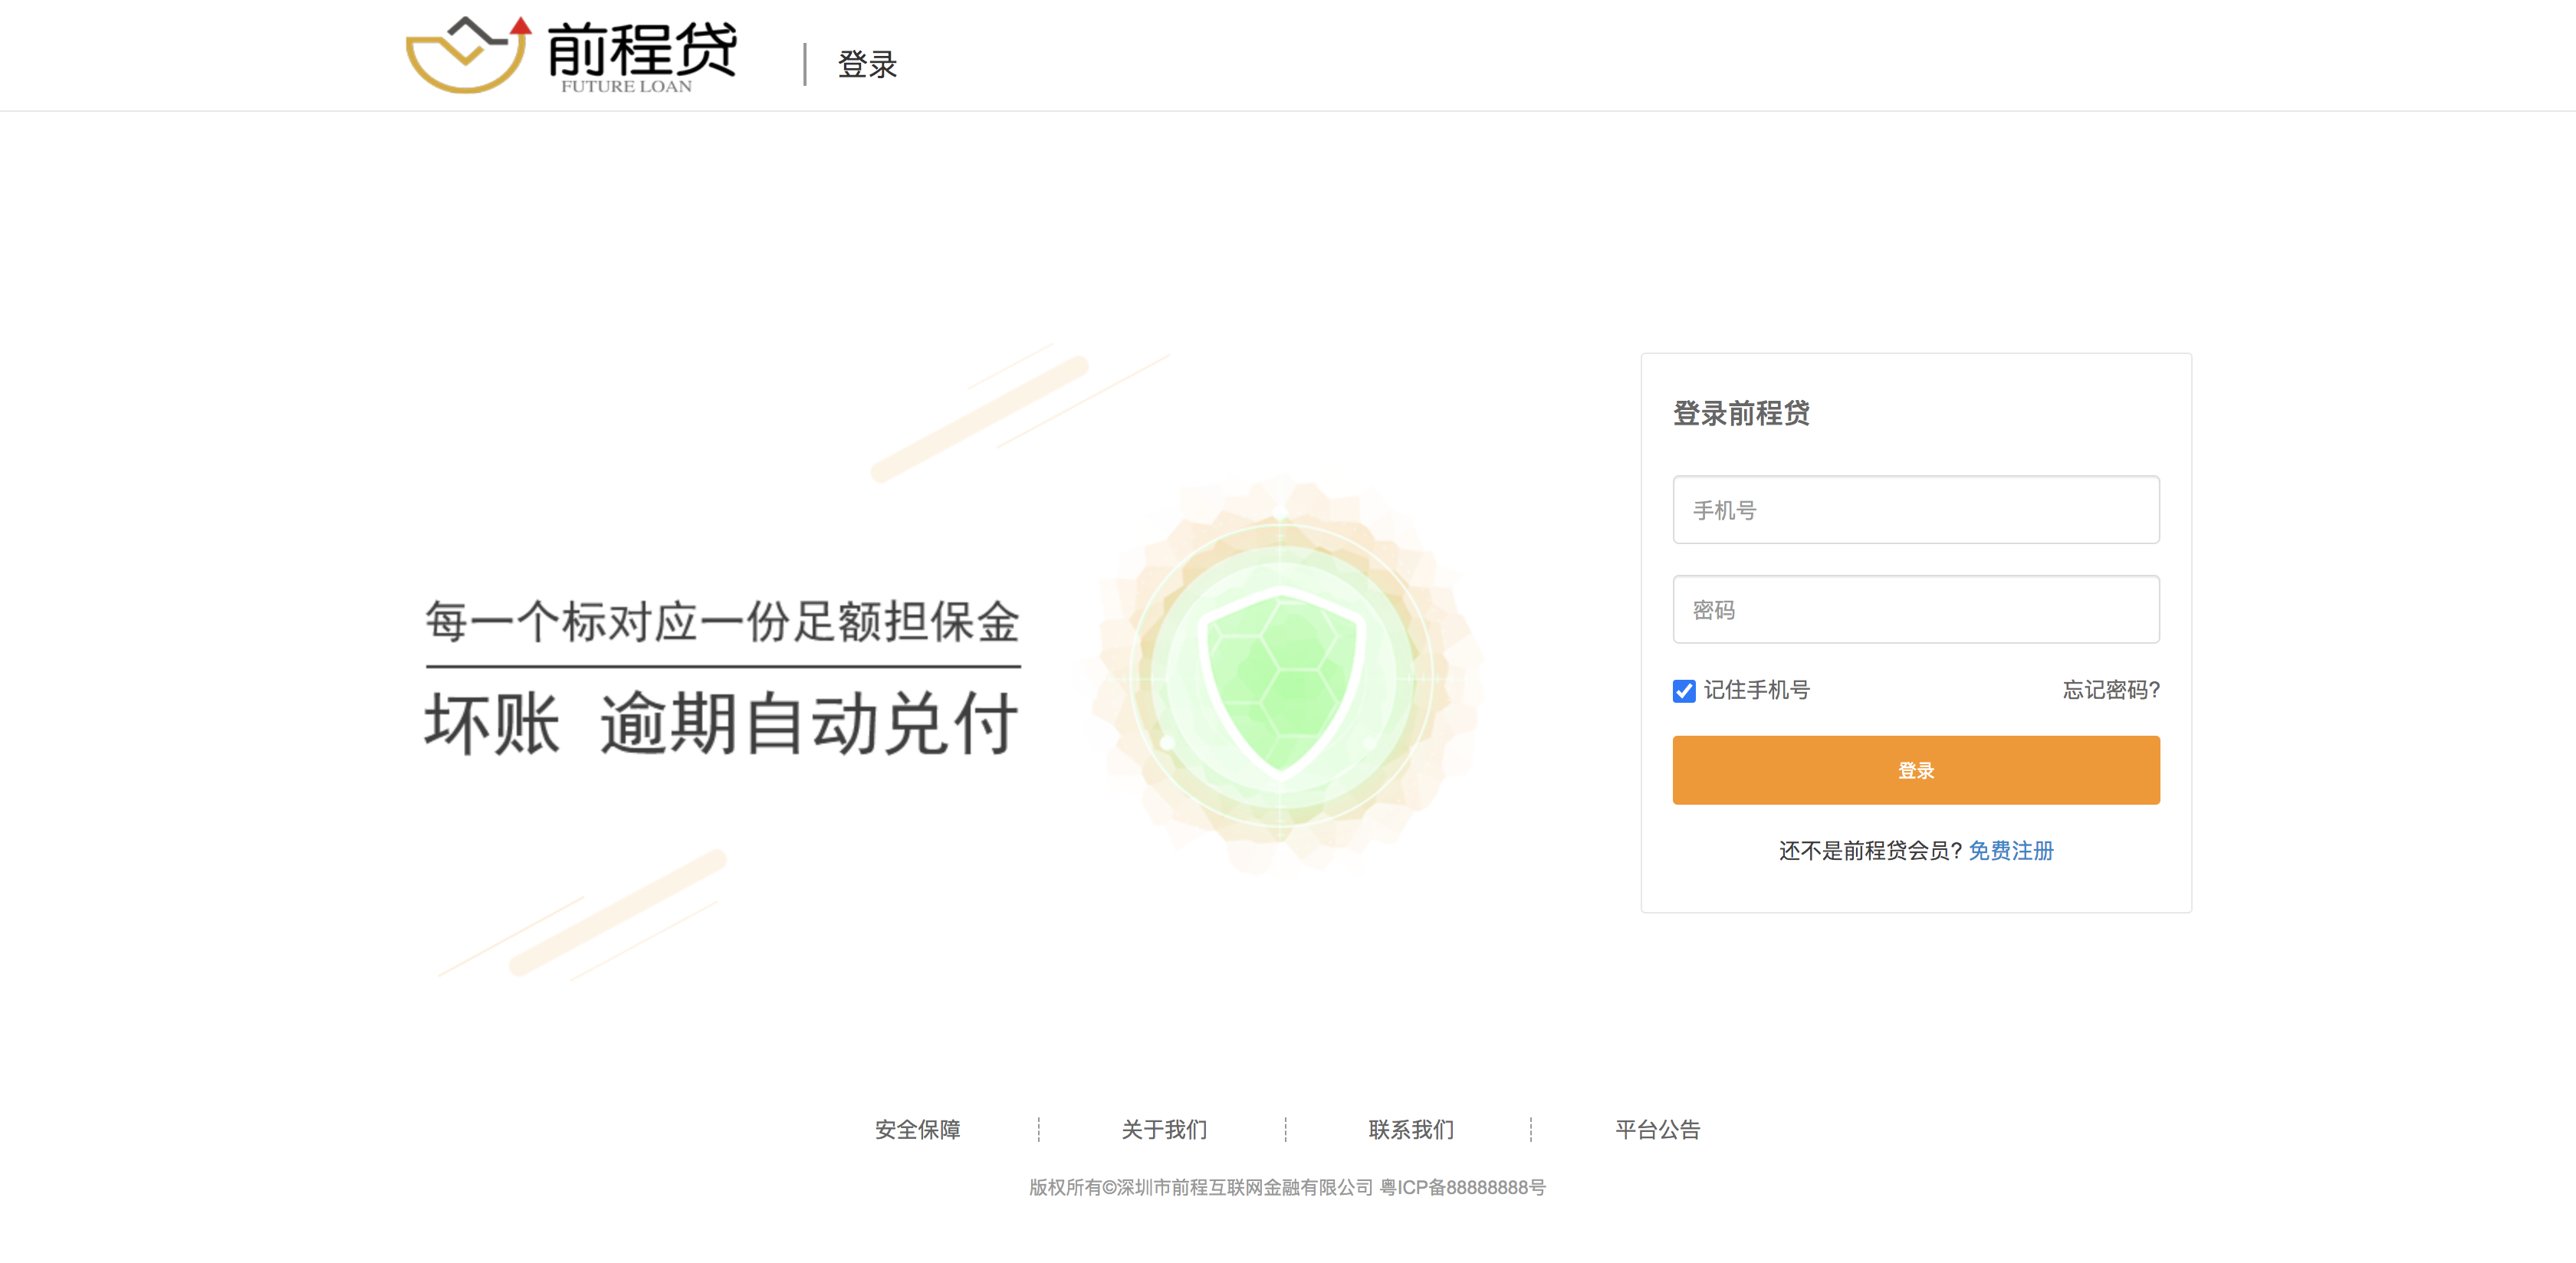 前程贷
FUTURE LOAN
登录
每一个标对应一份足额担保金
坏账 逾期自动兑付
登录前程贷
手机号
密码
记住手机号
忘记密码?
登录
还不是前程贷会员? 免费注册
安全保障
关于我们
联系我们
平台公告
版权所有©深圳市前程互联网金融有限公司 粤ICP备88888888号